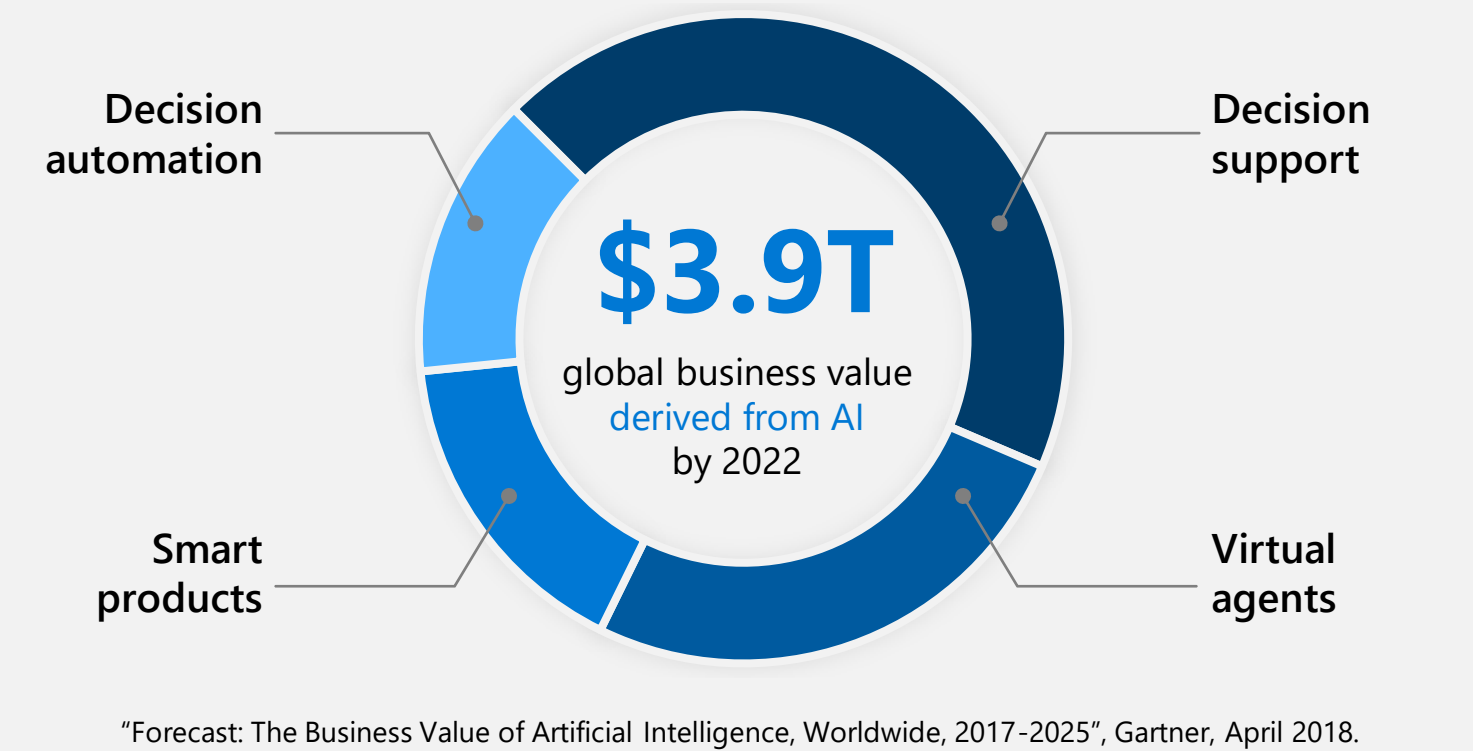 Decision
automation
Decision
support
$3.9T
global business value
derived from AI
by 2022
Smart
products
Virtual
agents
“Forecast: The Business Value of Artificial Intelligence, Worldwide, 2017-2025”, Gartner, April 2018.